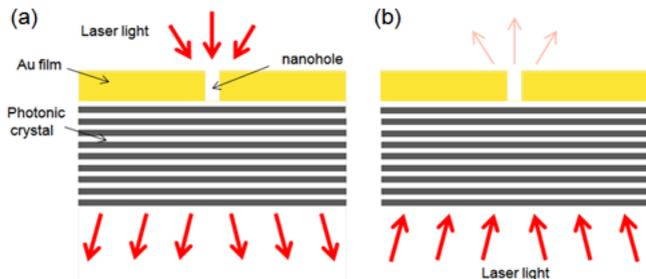 (a)
Laser light
Au film
nanohole
Photonic
crystal
(b)
Laser light